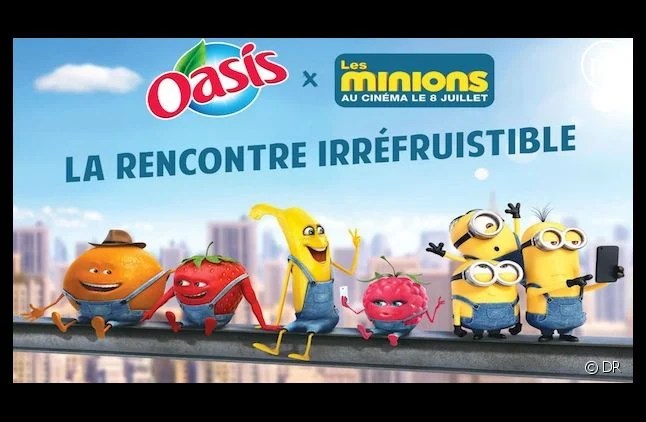 Oasis x Les
MINIONS
AU CINÉMA LE 8 JUILLET
LA RENCONTRE IRRÉFRUISTIBLE
© DR